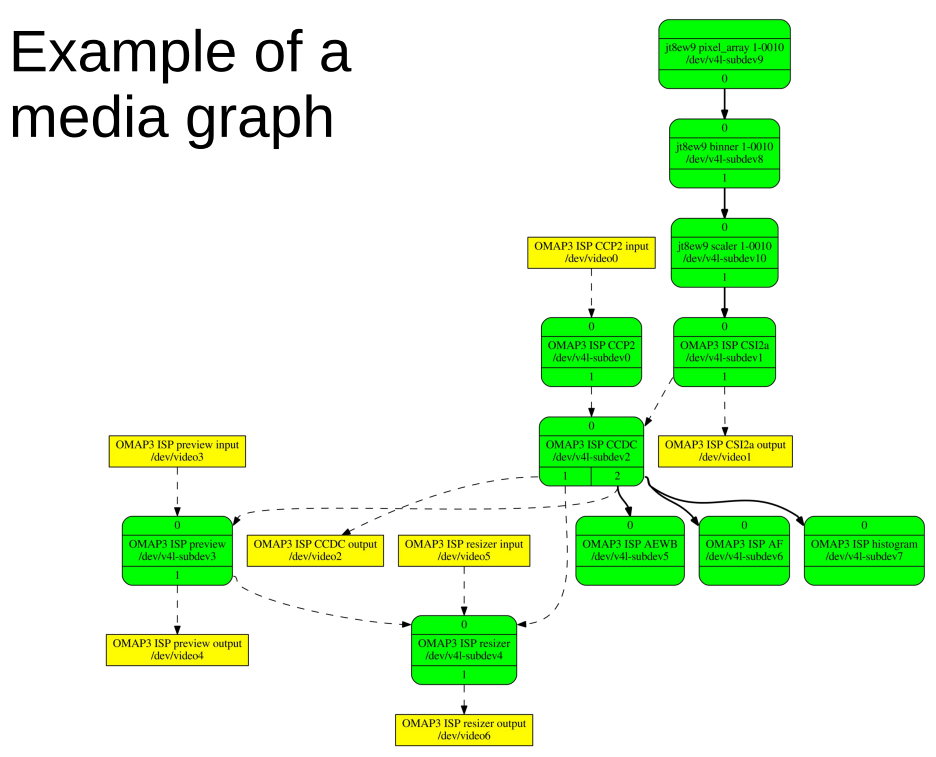 Example of a
media graph
jt8ew9 pixel_array 1-0010
/dev/v4l-subdev9
0
0
jt8ew9 binner 1-0010
/dev/v4l-subdev8
1
0
jt8ew9 scaler 1-0010
/dev/v4l-subdev10
1
OMAP3 ISP CCP2 input
/dev/video0
0
OMAP3 ISP CCP2
/dev/v4l-subdev0
1
0
OMAP3 ISP CSI2a
/dev/v4l-subdev1
1
0
OMAP3 ISP CCDC
/dev/v4l-subdev2
1 2
OMAP3 ISP CSI2a output
/dev/video1
OMAP3 ISP preview input
/dev/video3
0
OMAP3 ISP preview
/dev/v4l-subdev3
1
OMAP3 ISP CCDC output
/dev/video2
OMAP3 ISP resizer input
/dev/video5
0
OMAP3 ISP AEWB
/dev/v4l-subdev5
0
OMAP3 ISP AF
/dev/v4l-subdev6
0
OMAP3 ISP histogram
/dev/v4l-subdev7
OMAP3 ISP preview output
/dev/video4
0
OMAP3 ISP resizer
/dev/v4l-subdev4
1
OMAP3 ISP resizer output
/dev/video6